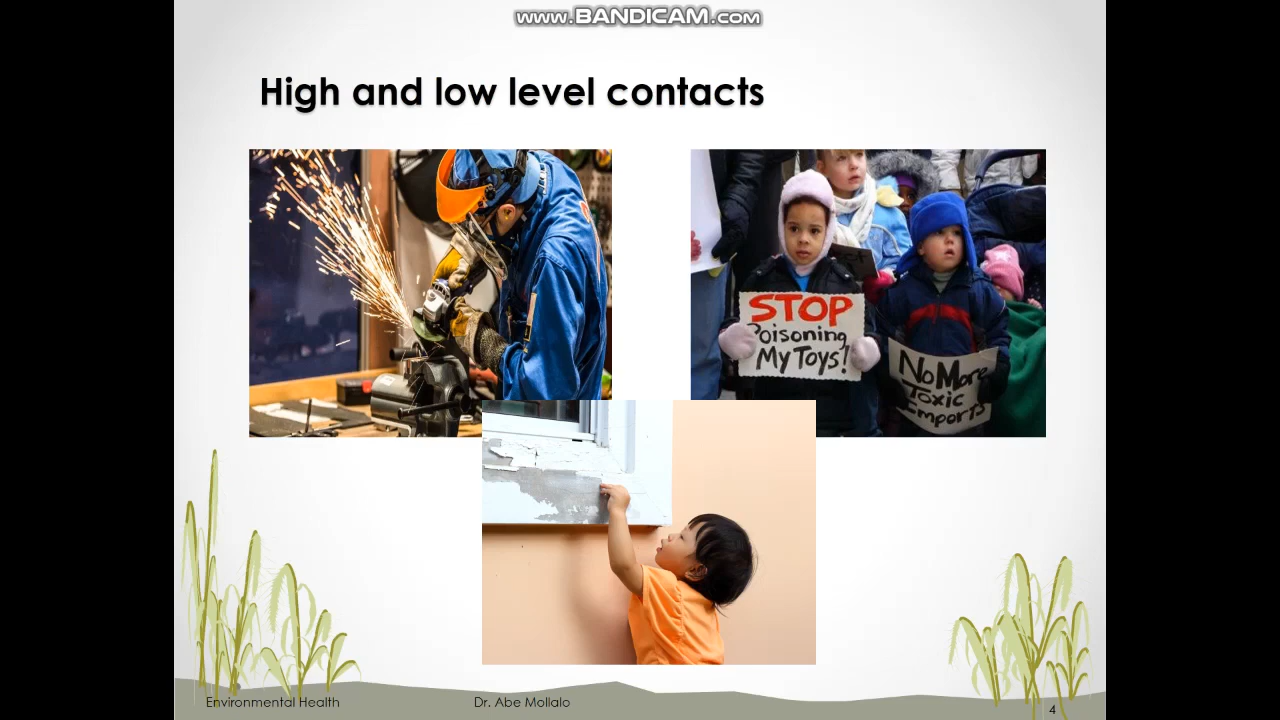 www.BANDICAM.com
High and low level contacts
STOP
Poisoning
My Toys!
No More
Toxic
Imports
Environmental Health
Dr. Abe Mollalo
4